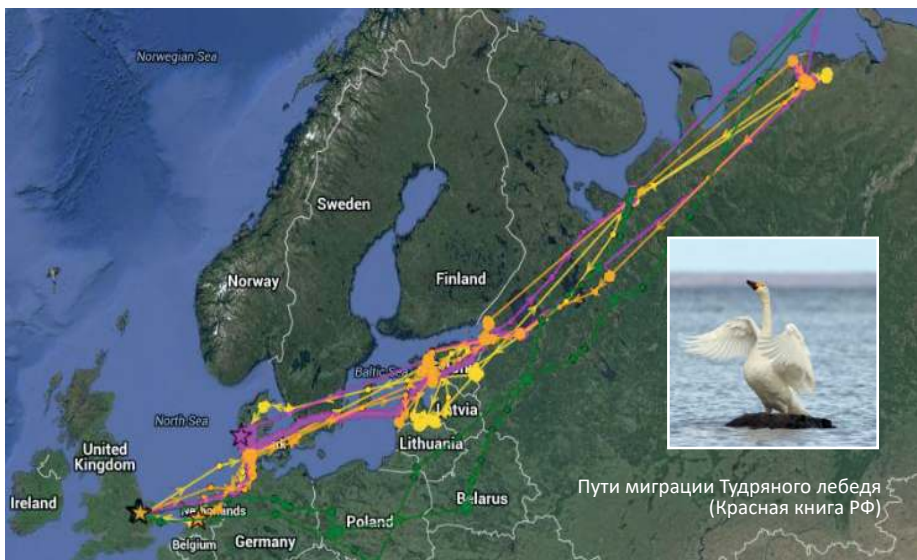 Norwegian Sea
Sweden
Norway
Finland
Baltic Sea
North Sea
Latvia
Lithuania
United
Kingdom
Ireland
Netherlands
Belgium
Germany
Poland
Belarus
Пути миграции Тудряного лебедя
(Красная книга РФ)